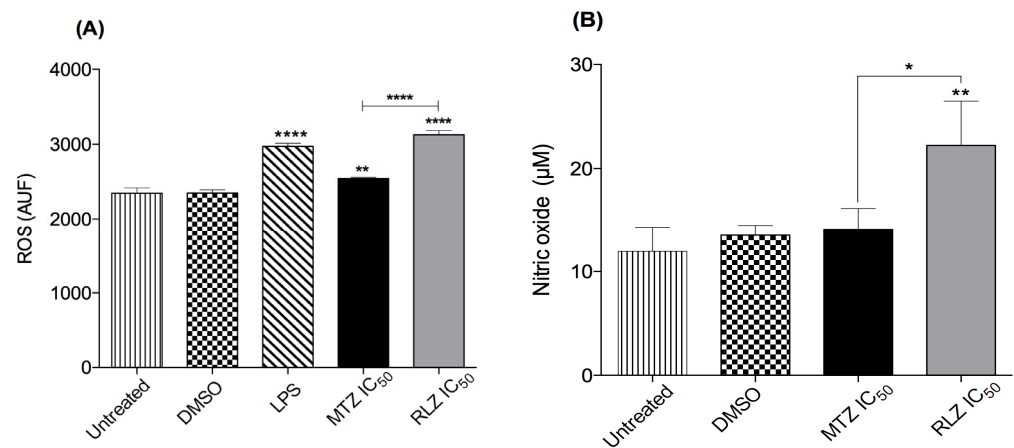 (A)
ROS (AUF)
4000
3000
2000
1000
0
****
**
****
****
Untreated
DMSO
LPS
MTZ IC50
RLZ IC50
(B)
Nitric oxide (µM)
30
20
10
0
*
**
Untreated
DMSO
MTZ IC50
RLZ IC50